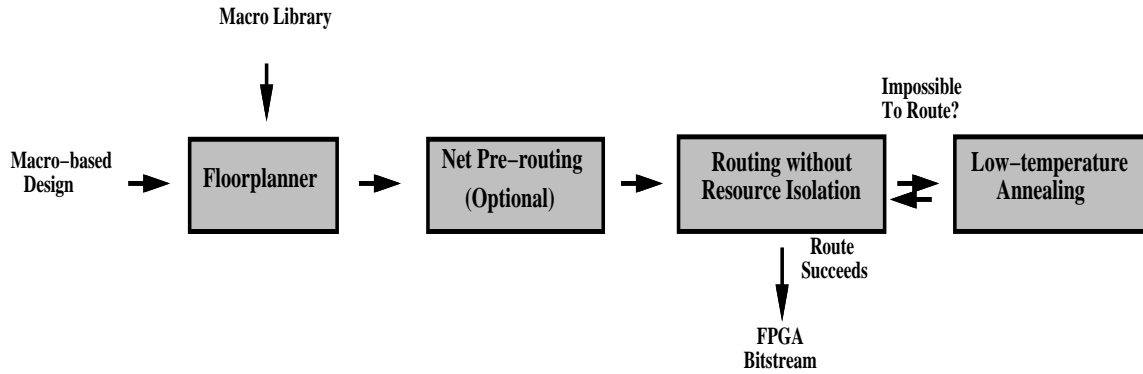 Macro Library
Macro−based
Design
Floorplanner
Net Pre−routing
(Optional)
Routing without
Resource Isolation
Impossible
To Route?
Low−temperature
Annealing
Route
Succeeds
FPGA
Bitstream